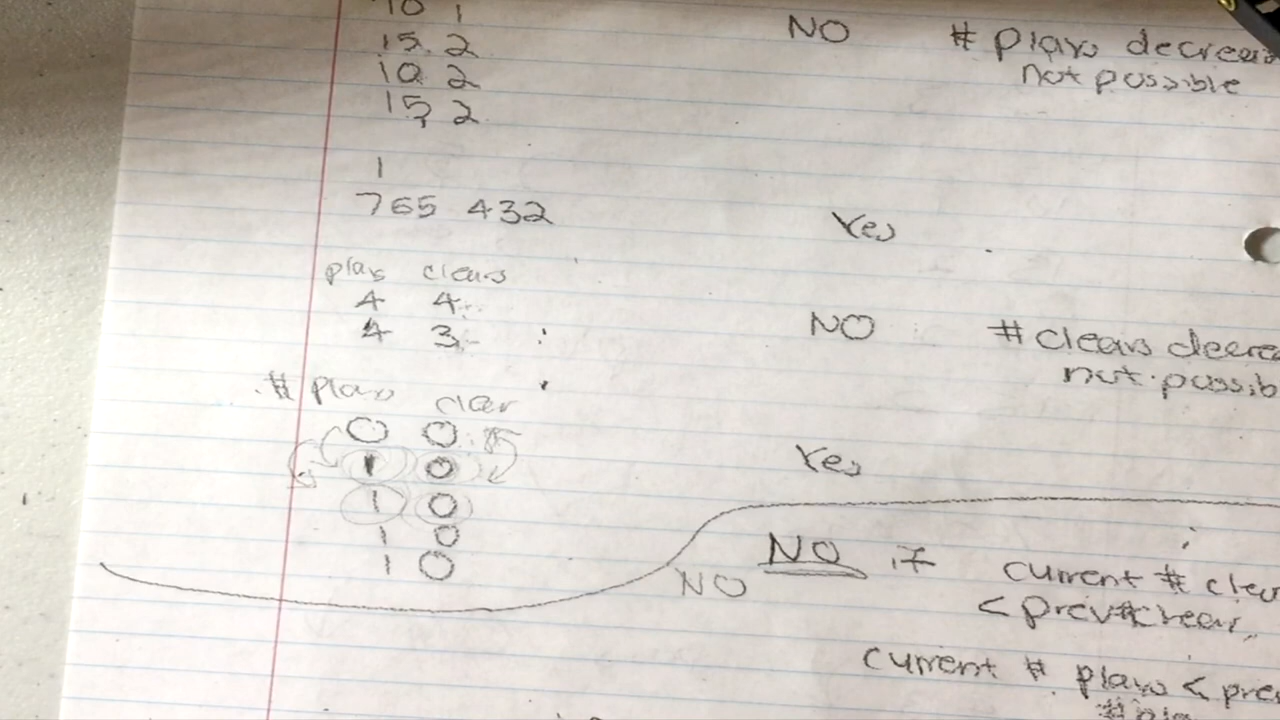 10 1
15 2
NO # plays decreas
10 2
not possible
15, 2
1
765 432
Yes
plays clears
4 4
4 3
NO # clears decrea
not possib
# plays clear
0 0
1 0
Yes
1 0
1 0
1 0
NO if current # clear
NO
< prev # clear
current # plays < prev